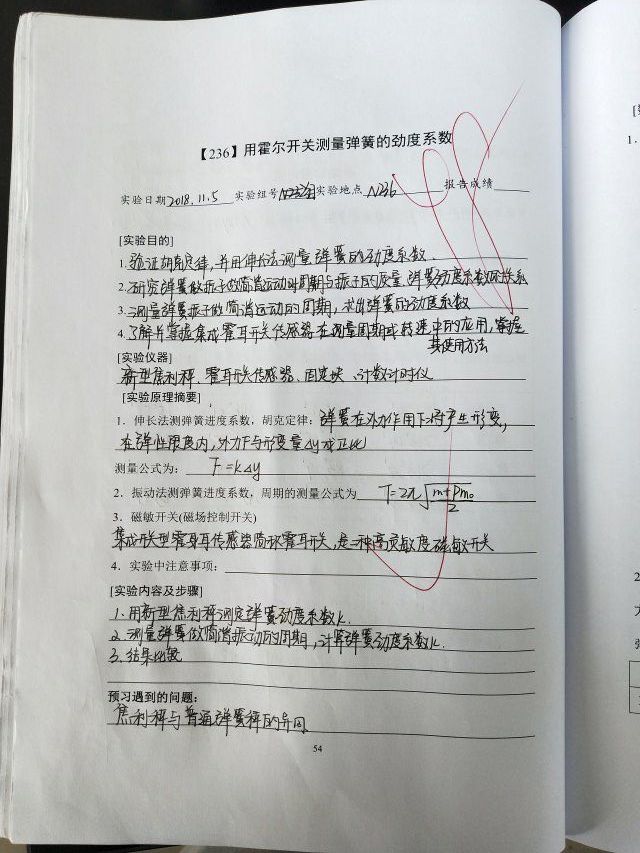 【236】用霍尔开关测量弹簧的劲度系数
实验日期 2018.11.5 实验组号 实验地点 N236 报告成绩
[实验目的]
1.验证胡克定律,并用伸长法测量弹簧的劲度系数.
2.研究弹簧做振子做简谐运动时周期与振子的质量、弹簧劲度系数的关系
3.测量弹簧振子做简谐运动的周期,求出弹簧的劲度系数
4.了解并掌握集成霍耳开关传感器在测量周期或转速中的应用,掌握
其使用方法
[实验仪器]
新型焦利秤、霍耳开关传感器、固定块、计数计时仪
[实验原理摘要]
1. 伸长法测弹簧进度系数,胡克定律: 弹簧在外力作用下将产生形变,
在弹性限度内,外力F与形变量Δy成正比
测量公式为: F=kΔy
2. 振动法测弹簧进度系数,周期的测量公式为 T=2π√(m+Pm₀/2)
3. 磁敏开关(磁场控制开关)
集成开关型霍耳传感器简称霍耳开关,是一种高灵敏度磁敏开关
4. 实验中注意事项:
[实验内容及步骤]
1.用新型焦利秤测定弹簧劲度系数k.
2.测量弹簧做简谐振动的周期,计算弹簧劲度系数k.
3.结果比较
预习遇到的问题:
焦利秤与普通弹簧秤的异同
54